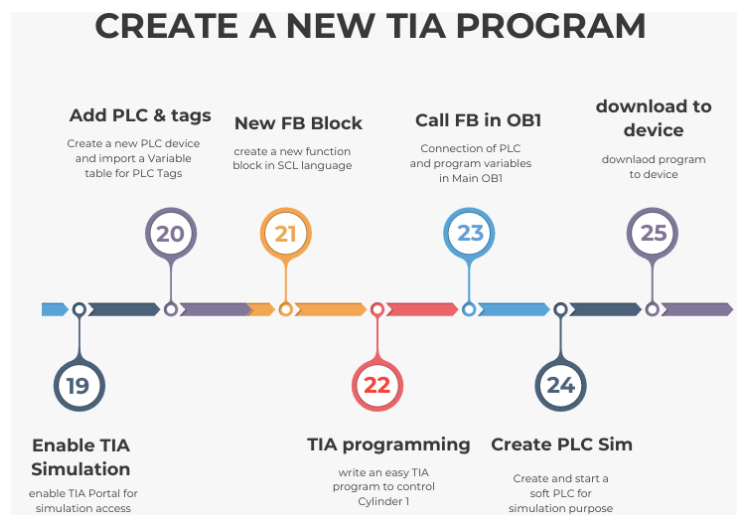 CREATE A NEW TIA PROGRAM
Add PLC & tags
Create a new PLC device
and import a Variable
table for PLC Tags
New FB Block
create a new function
block in SCL language
Call FB in OB1
Connection of PLC
and program variables
in Main OB1
download to
device
downlaod program
to device
20
21
23
25
19
22
24
Enable TIA
Simulation
enable TIA Portal for
simulation access
TIA programming
write an easy TIA
program to control
Cylinder 1
Create PLC Sim
Create and start a
soft PLC for
simulation purpose